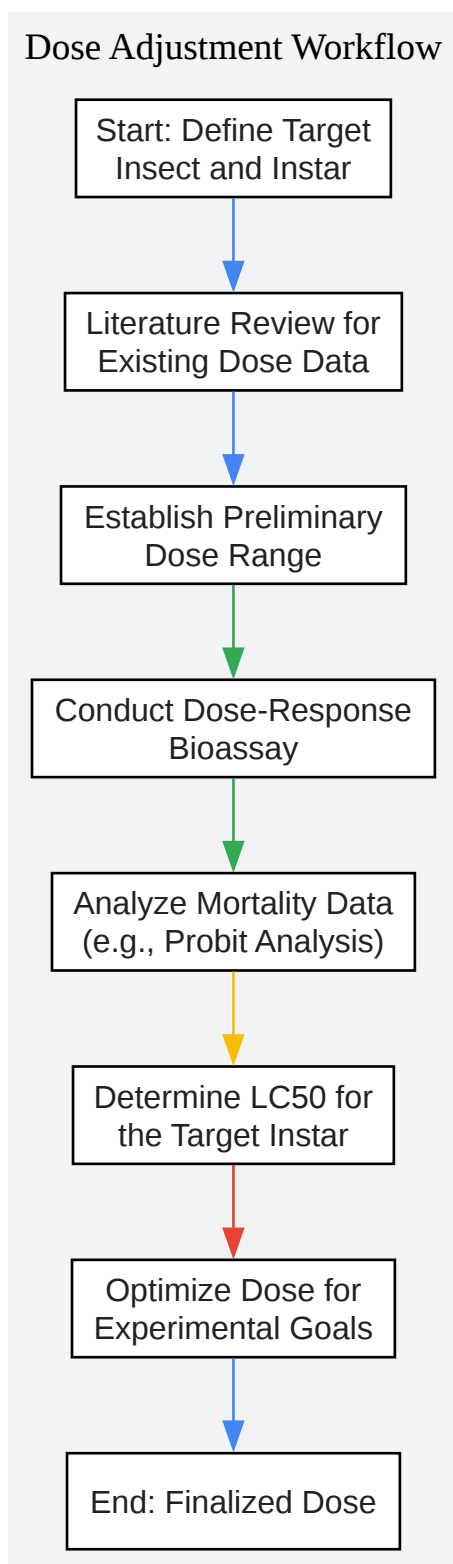 Dose Adjustment Workflow
Start: Define Target
Insect and Instar
Literature Review for
Existing Dose Data
Establish Preliminary
Dose Range
Conduct Dose-Response
Bioassay
Analyze Mortality Data
(e.g., Probit Analysis)
Determine LC50 for
the Target Instar
Optimize Dose for
Experimental Goals
End: Finalized Dose